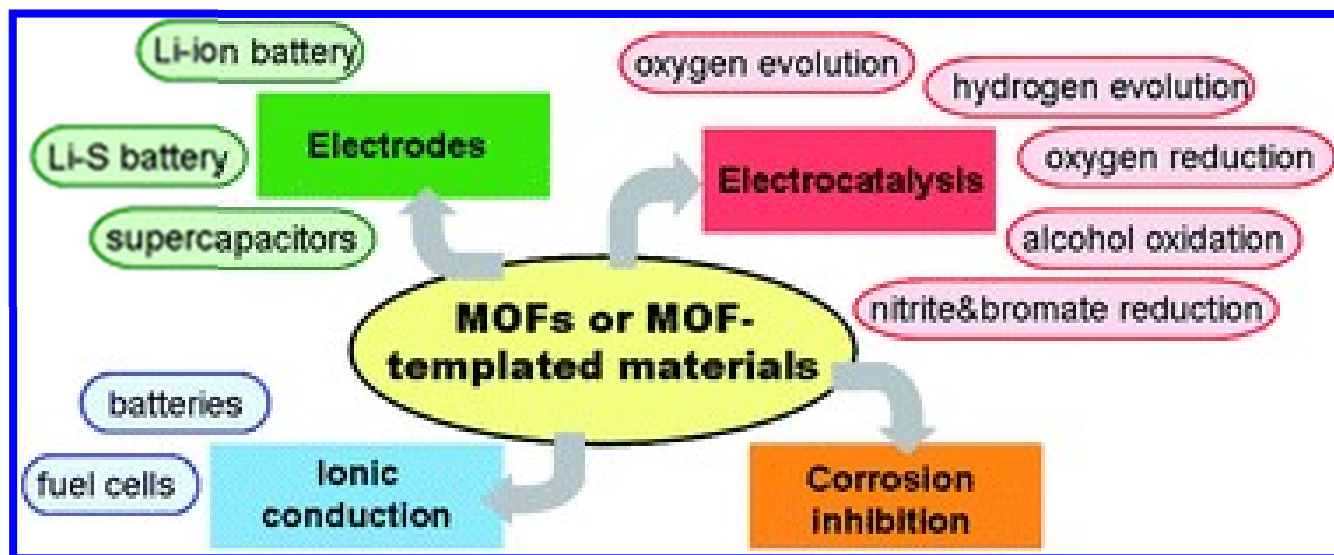 Li-ion battery
oxygen evolution
hydrogen evolution
Electrodes
Li-S battery
oxygen reduction
Electrocatalysis
supercapacitors
alcohol oxidation
nitrite&bromate reduction
MOFs or MOF-
templated materials
batteries
fuel cells
Ionic
conduction
Corrosion
inhibition